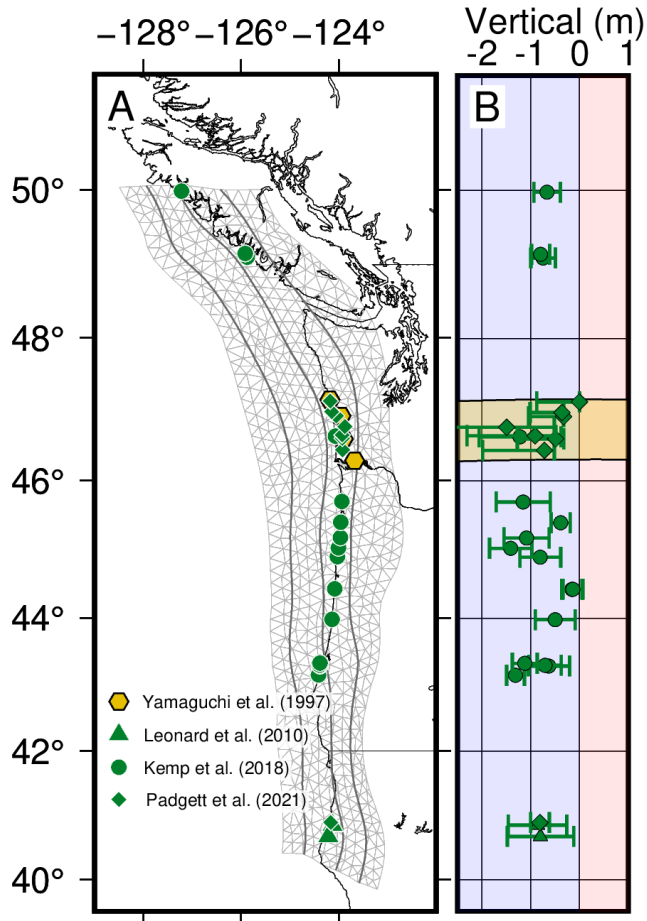 −128° −126° −124°
Vertical (m)
-2 -1 0 1
A
B
50°
48°
46°
44°
42°
40°
Yamaguchi et al. (1997)
Leonard et al. (2010)
Kemp et al. (2018)
Padgett et al. (2021)